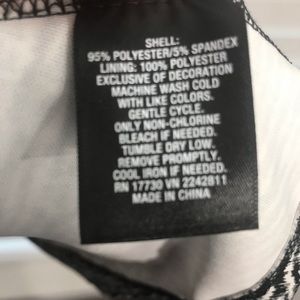 SHELL:
95% POLYESTER/5% SPANDEX
LINING: 100% POLYESTER
EXCLUSIVE OF DECORATION
MACHINE WASH COLD
WITH LIKE COLORS.
GENTLE CYCLE.
ONLY NON-CHLORINE
BLEACH IF NEEDED.
TUMBLE DRY LOW.
REMOVE PROMPTLY.
COOL IRON IF NEEDED.
RN 17730 VN 2242811
MADE IN CHINA